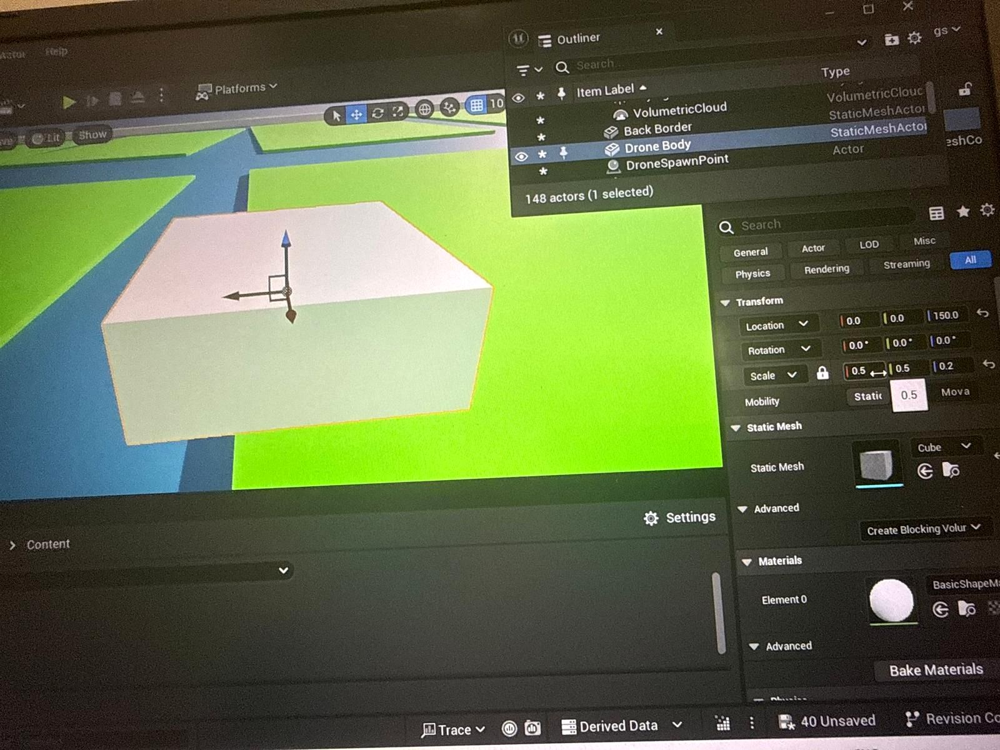 Help
Platforms
Lit
Show
10
Outliner
gs
Search...
Item Label
Type
VolumetricCloud
VolumetricClouc
Back Border
StaticMeshActor
Drone Body
StaticMeshActor
DroneSpawnPoint
Actor
eshCo
148 actors (1 selected)
Search
General
Actor
LOD
Misc
Physics
Rendering
Streaming
All
Transform
Location
0.0
0.0
150.0
Rotation
0.0°
0.0°
0.0°
Scale
0.5
0.5
0.2
Mobility
Static
0.5
Mova
Static Mesh
Static Mesh
Cube
Advanced
Create Blocking Volur
Materials
Element 0
BasicShapeMa
Advanced
Bake Materials
Settings
Content
Trace
Derived Data
40 Unsaved
Revision Co